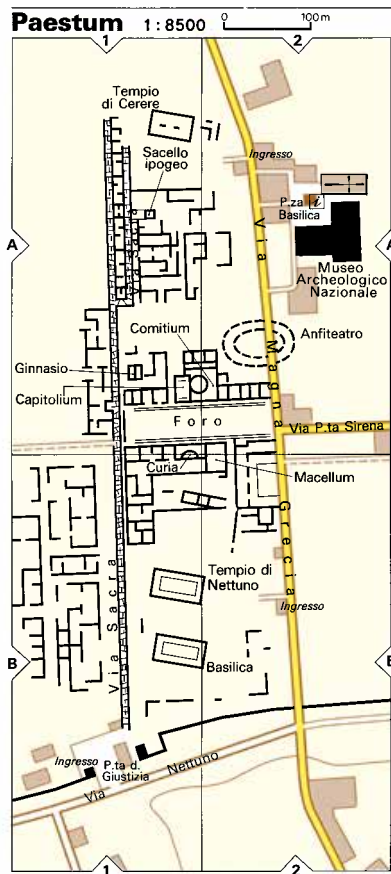 Paestum 1:8500 0 100m
1 2
Tempio
di Cerere
Sacello
ipogeo
Ingresso
P.za i
Basilica
A A
Museo
Archeologico
Nazionale
Via Magna Grecia
Comitium
Anfiteatro
Ginnasio
Capitolium
Foro
Via P.ta Sirena
Curia
Macellum
Tempio di
Nettuno
Ingresso
Via Sacra
Basilica
B B
Ingresso
P.ta d.
Giustizia
Via Nettuno
1 2